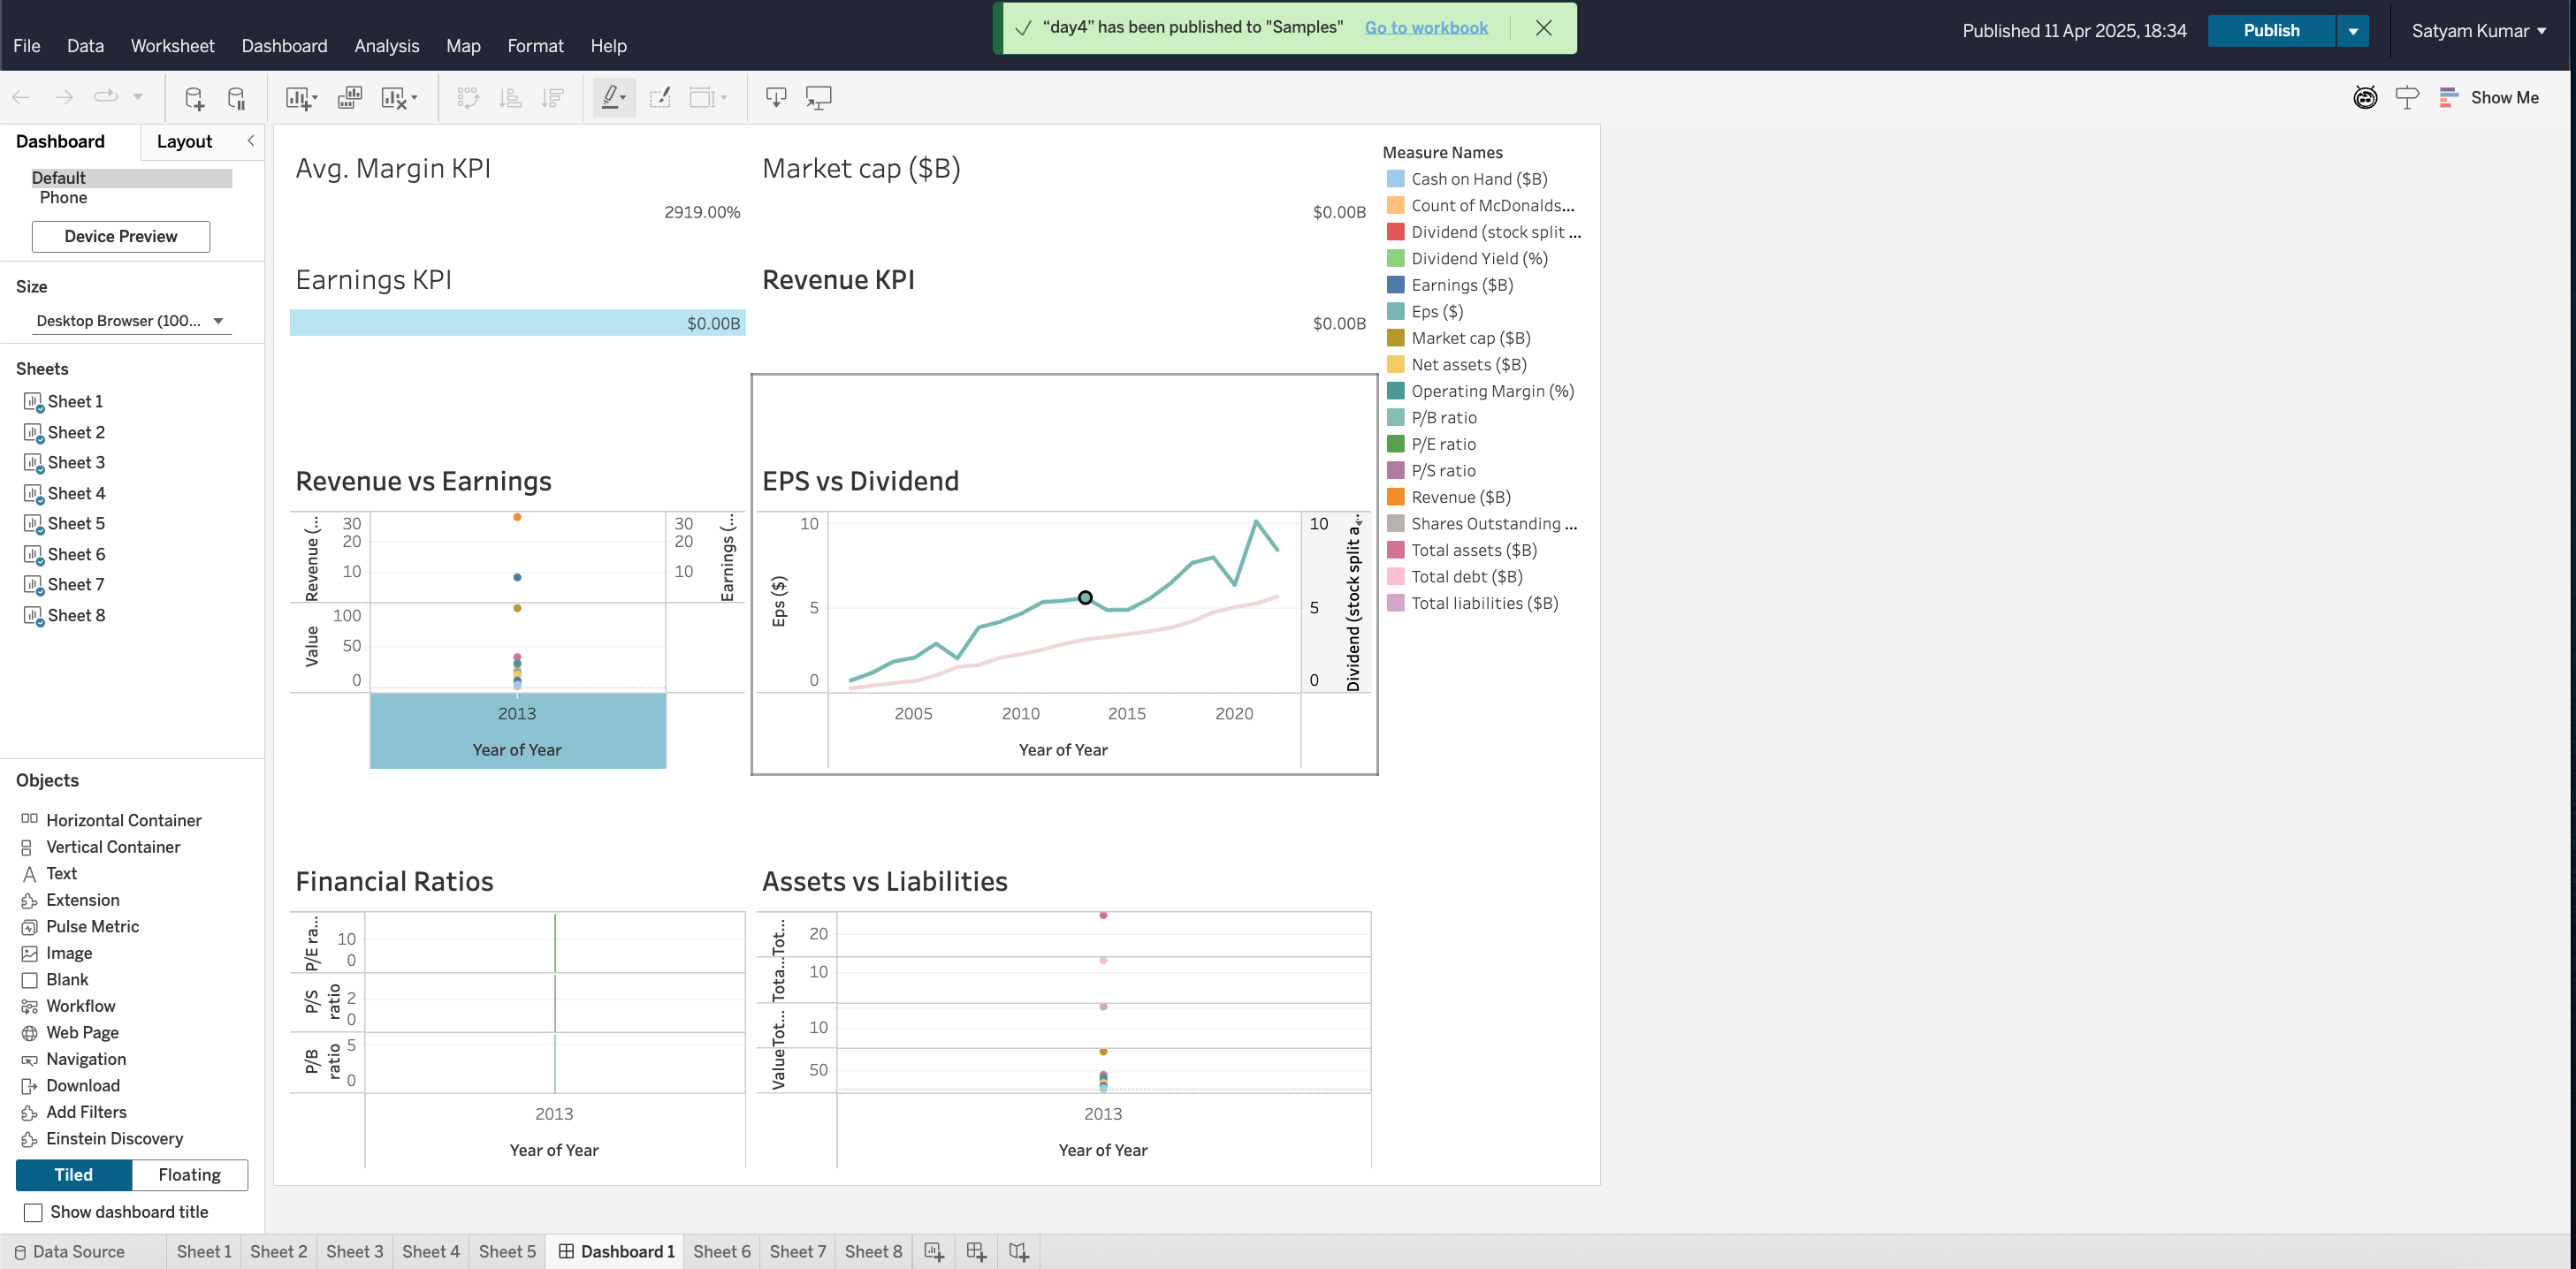 “day4” has been published to "Samples" Go to workbook
File Data Worksheet Dashboard Analysis Map Format Help
Published 11 Apr 2025, 18:34 Publish Satyam Kumar
Show Me
Dashboard Layout
Default
Phone
Device Preview
Size
Desktop Browser (100...
Sheets
Sheet 1
Sheet 2
Sheet 3
Sheet 4
Sheet 5
Sheet 6
Sheet 7
Sheet 8
Objects
Horizontal Container
Vertical Container
Text
Extension
Pulse Metric
Image
Blank
Workflow
Web Page
Navigation
Download
Add Filters
Einstein Discovery
Tiled Floating
Show dashboard title
Avg. Margin KPI
2919.00%
Market cap ($B)
$0.00B
Earnings KPI
$0.00B
Revenue KPI
$0.00B
Revenue vs Earnings
Revenue (...
30
20
10
30
20
10
Earnings (...
Value
100
50
0
2013
Year of Year
EPS vs Dividend
Eps ($)
10
5
0
10
5
0
Dividend (stock split a...
2005 2010 2015 2020
Year of Year
Financial Ratios
P/E ra...
10
0
P/S
ratio
2
0
P/B
ratio
5
0
2013
Year of Year
Assets vs Liabilities
Tot...
20
Tota...
10
Tot...
10
Value
50
2013
Year of Year
Measure Names
Cash on Hand ($B)
Count of McDonalds...
Dividend (stock split ...
Dividend Yield (%)
Earnings ($B)
Eps ($)
Market cap ($B)
Net assets ($B)
Operating Margin (%)
P/B ratio
P/E ratio
P/S ratio
Revenue ($B)
Shares Outstanding ...
Total assets ($B)
Total debt ($B)
Total liabilities ($B)
Data Source Sheet 1 Sheet 2 Sheet 3 Sheet 4 Sheet 5 Dashboard 1 Sheet 6 Sheet 7 Sheet 8